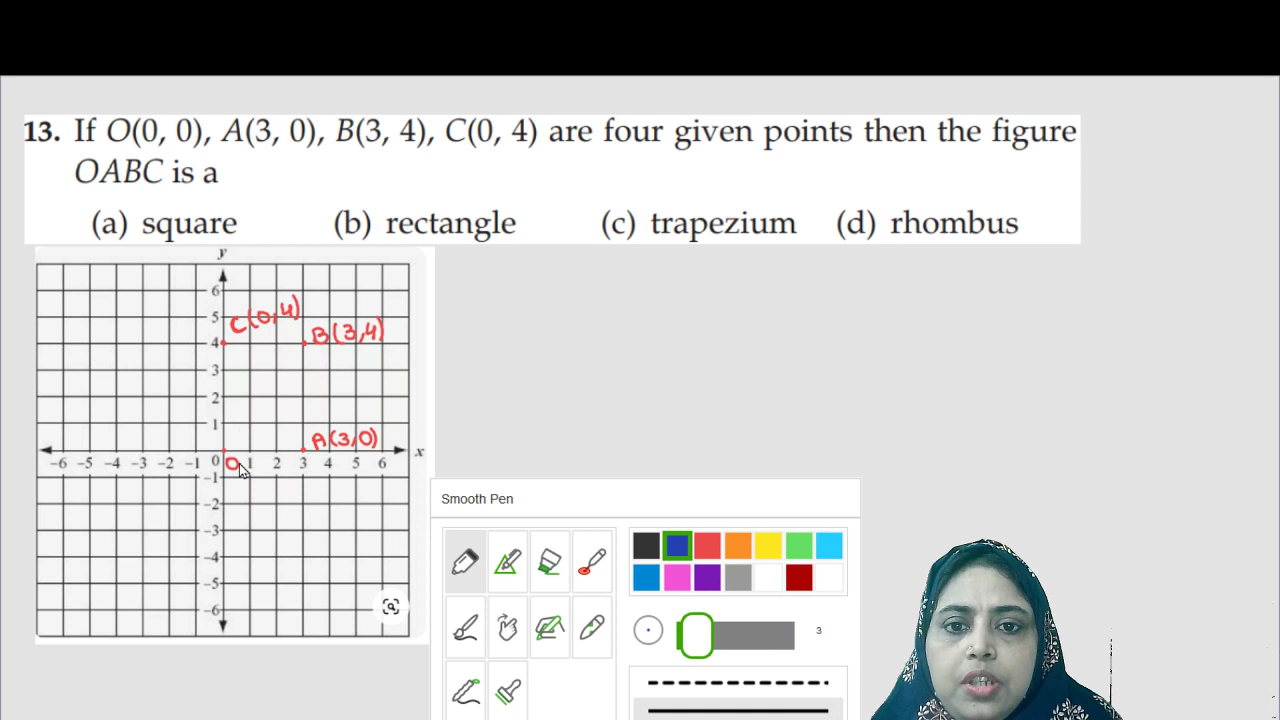 13. If O(0, 0), A(3, 0), B(3, 4), C(0, 4) are four given points then the figure
OABC is a
(a) square (b) rectangle (c) trapezium (d) rhombus
y
6
5
C(0,4)
4
B(3,4)
3
2
1
A(3,0)
x
-6 -5 -4 -3 -2 -1 0 O 1 2 3 4 5 6
-1
-2
-3
-4
-5
-6
Smooth Pen
3